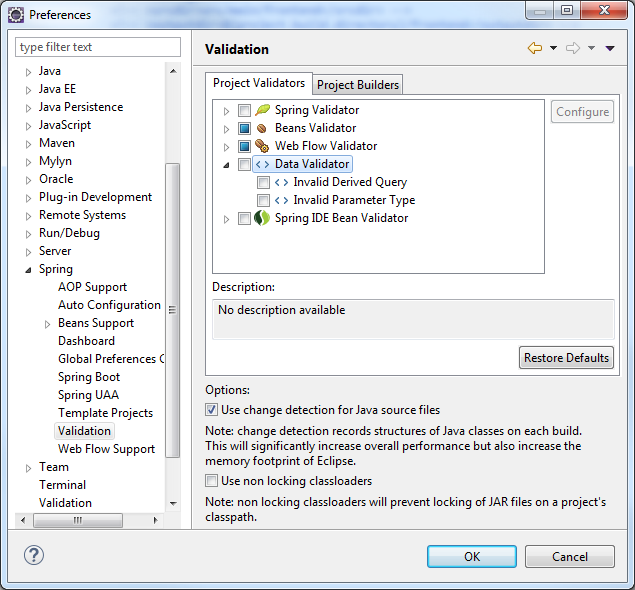 Preferences
type filter text
Java
Java EE
Java Persistence
JavaScript
Maven
Mylyn
Oracle
Plug-in Development
Remote Systems
Run/Debug
Server
Spring
AOP Support
Auto Configuration
Beans Support
Dashboard
Global Preferences C
Spring Boot
Spring UAA
Template Projects
Validation
Web Flow Support
Team
Terminal
Validation
Validation
Project Validators
Project Builders
Spring Validator
Beans Validator
Web Flow Validator
Data Validator
Invalid Derived Query
Invalid Parameter Type
Spring IDE Bean Validator
Configure
Description:
No description available
Restore Defaults
Options:
Use change detection for Java source files
Note: change detection records structures of Java classes on each build.
This will significantly increase overall performance but also increase the
memory footprint of Eclipse.
Use non locking classloaders
Note: non locking classloaders will prevent locking of JAR files on a project's
classpath.
?
OK
Cancel